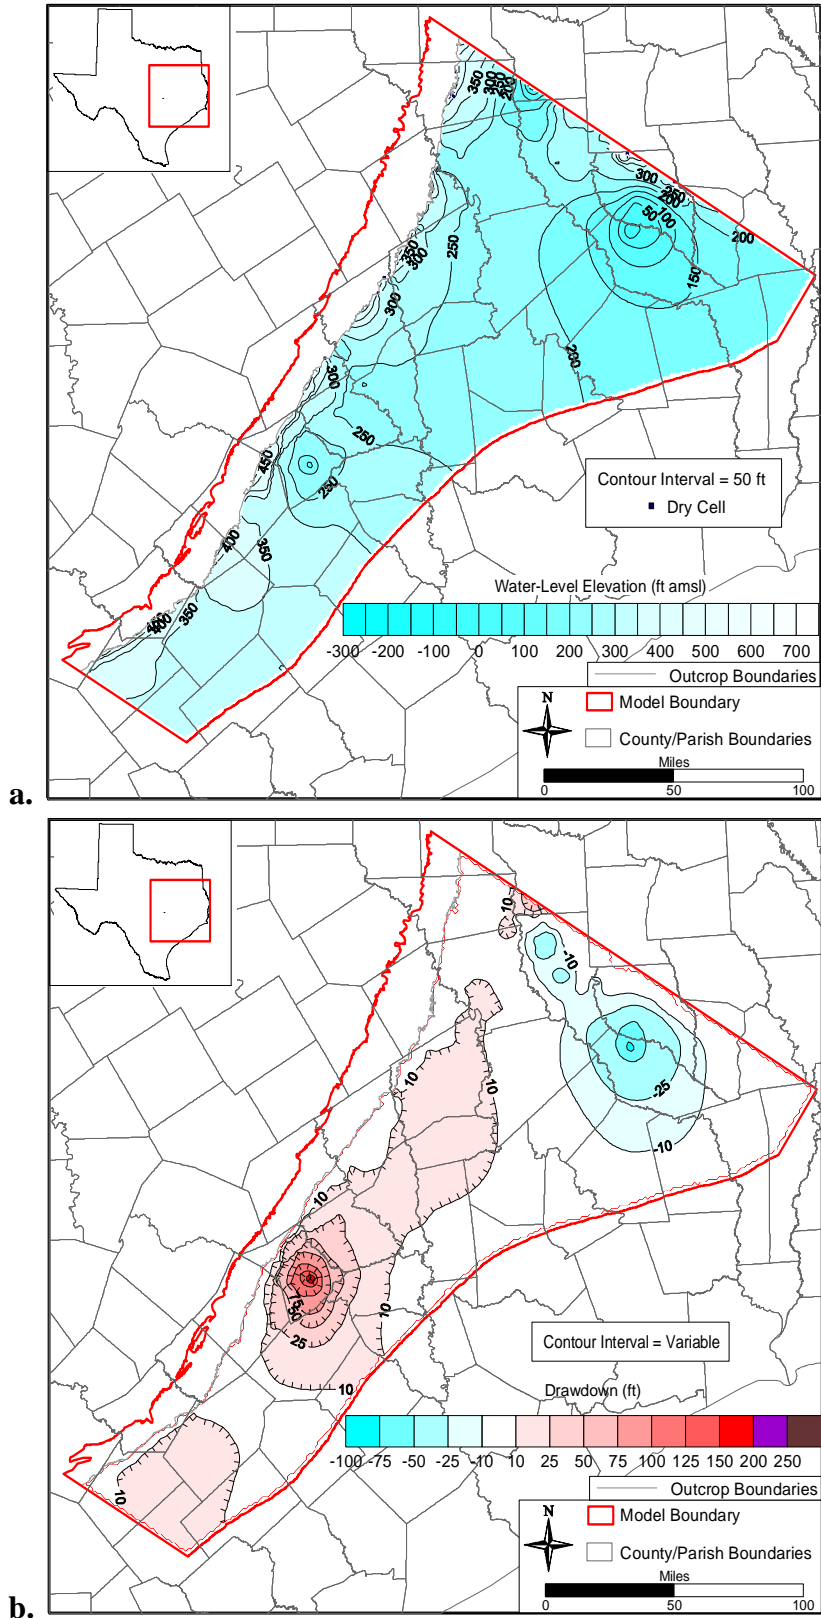 350
300
250
200
300
250
200
50
100
200
150
250
350
300
300
200
300
250
450
250
400
350
400
350
Contour Interval = 50 ft
Dry Cell
Water-Level Elevation (ft amsl)
-300 -200 -100 0 100 200 300 400 500 600 700
Outcrop Boundaries
N
Model Boundary
County/Parish Boundaries
Miles
0 50 100
a.
10
-10
10
10
-25
-10
10
75
50
25
10
10
10
Contour Interval = Variable
Drawdown (ft)
-100 -75 -50 -25 -10 10 25 50 75 100 125 150 200 250
Outcrop Boundaries
N
Model Boundary
County/Parish Boundaries
Miles
0 50 100
b.